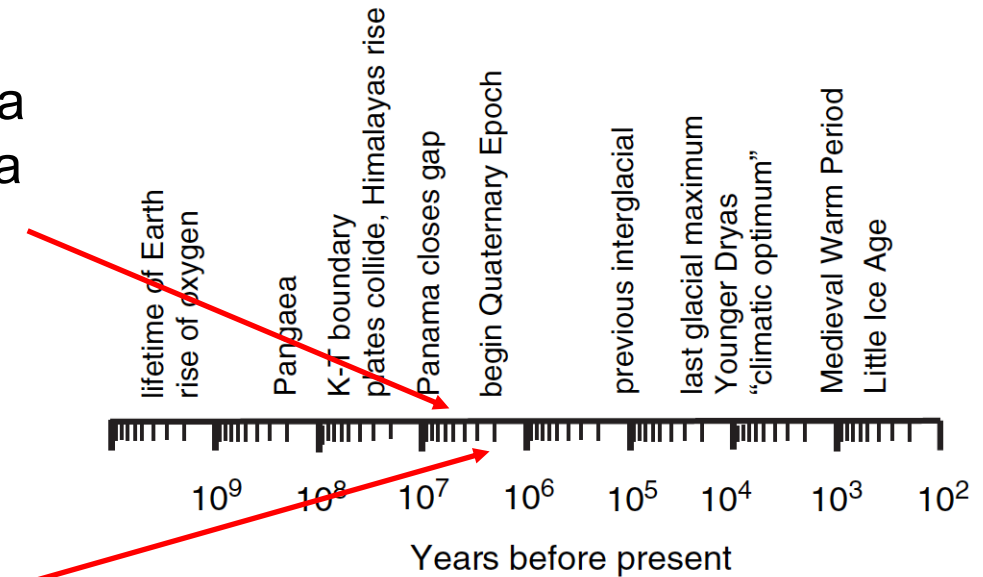 a
a
lifetime of Earth
rise of oxygen
Pangaea
K-T boundary
plates collide, Himalayas rise
Panama closes gap
begin Quaternary Epoch
previous interglacial
last glacial maximum
Younger Dryas
“climatic optimum”
Medieval Warm Period
Little Ice Age
10⁹ 10⁸ 10⁷ 10⁶ 10⁵ 10⁴ 10³ 10²
Years before present